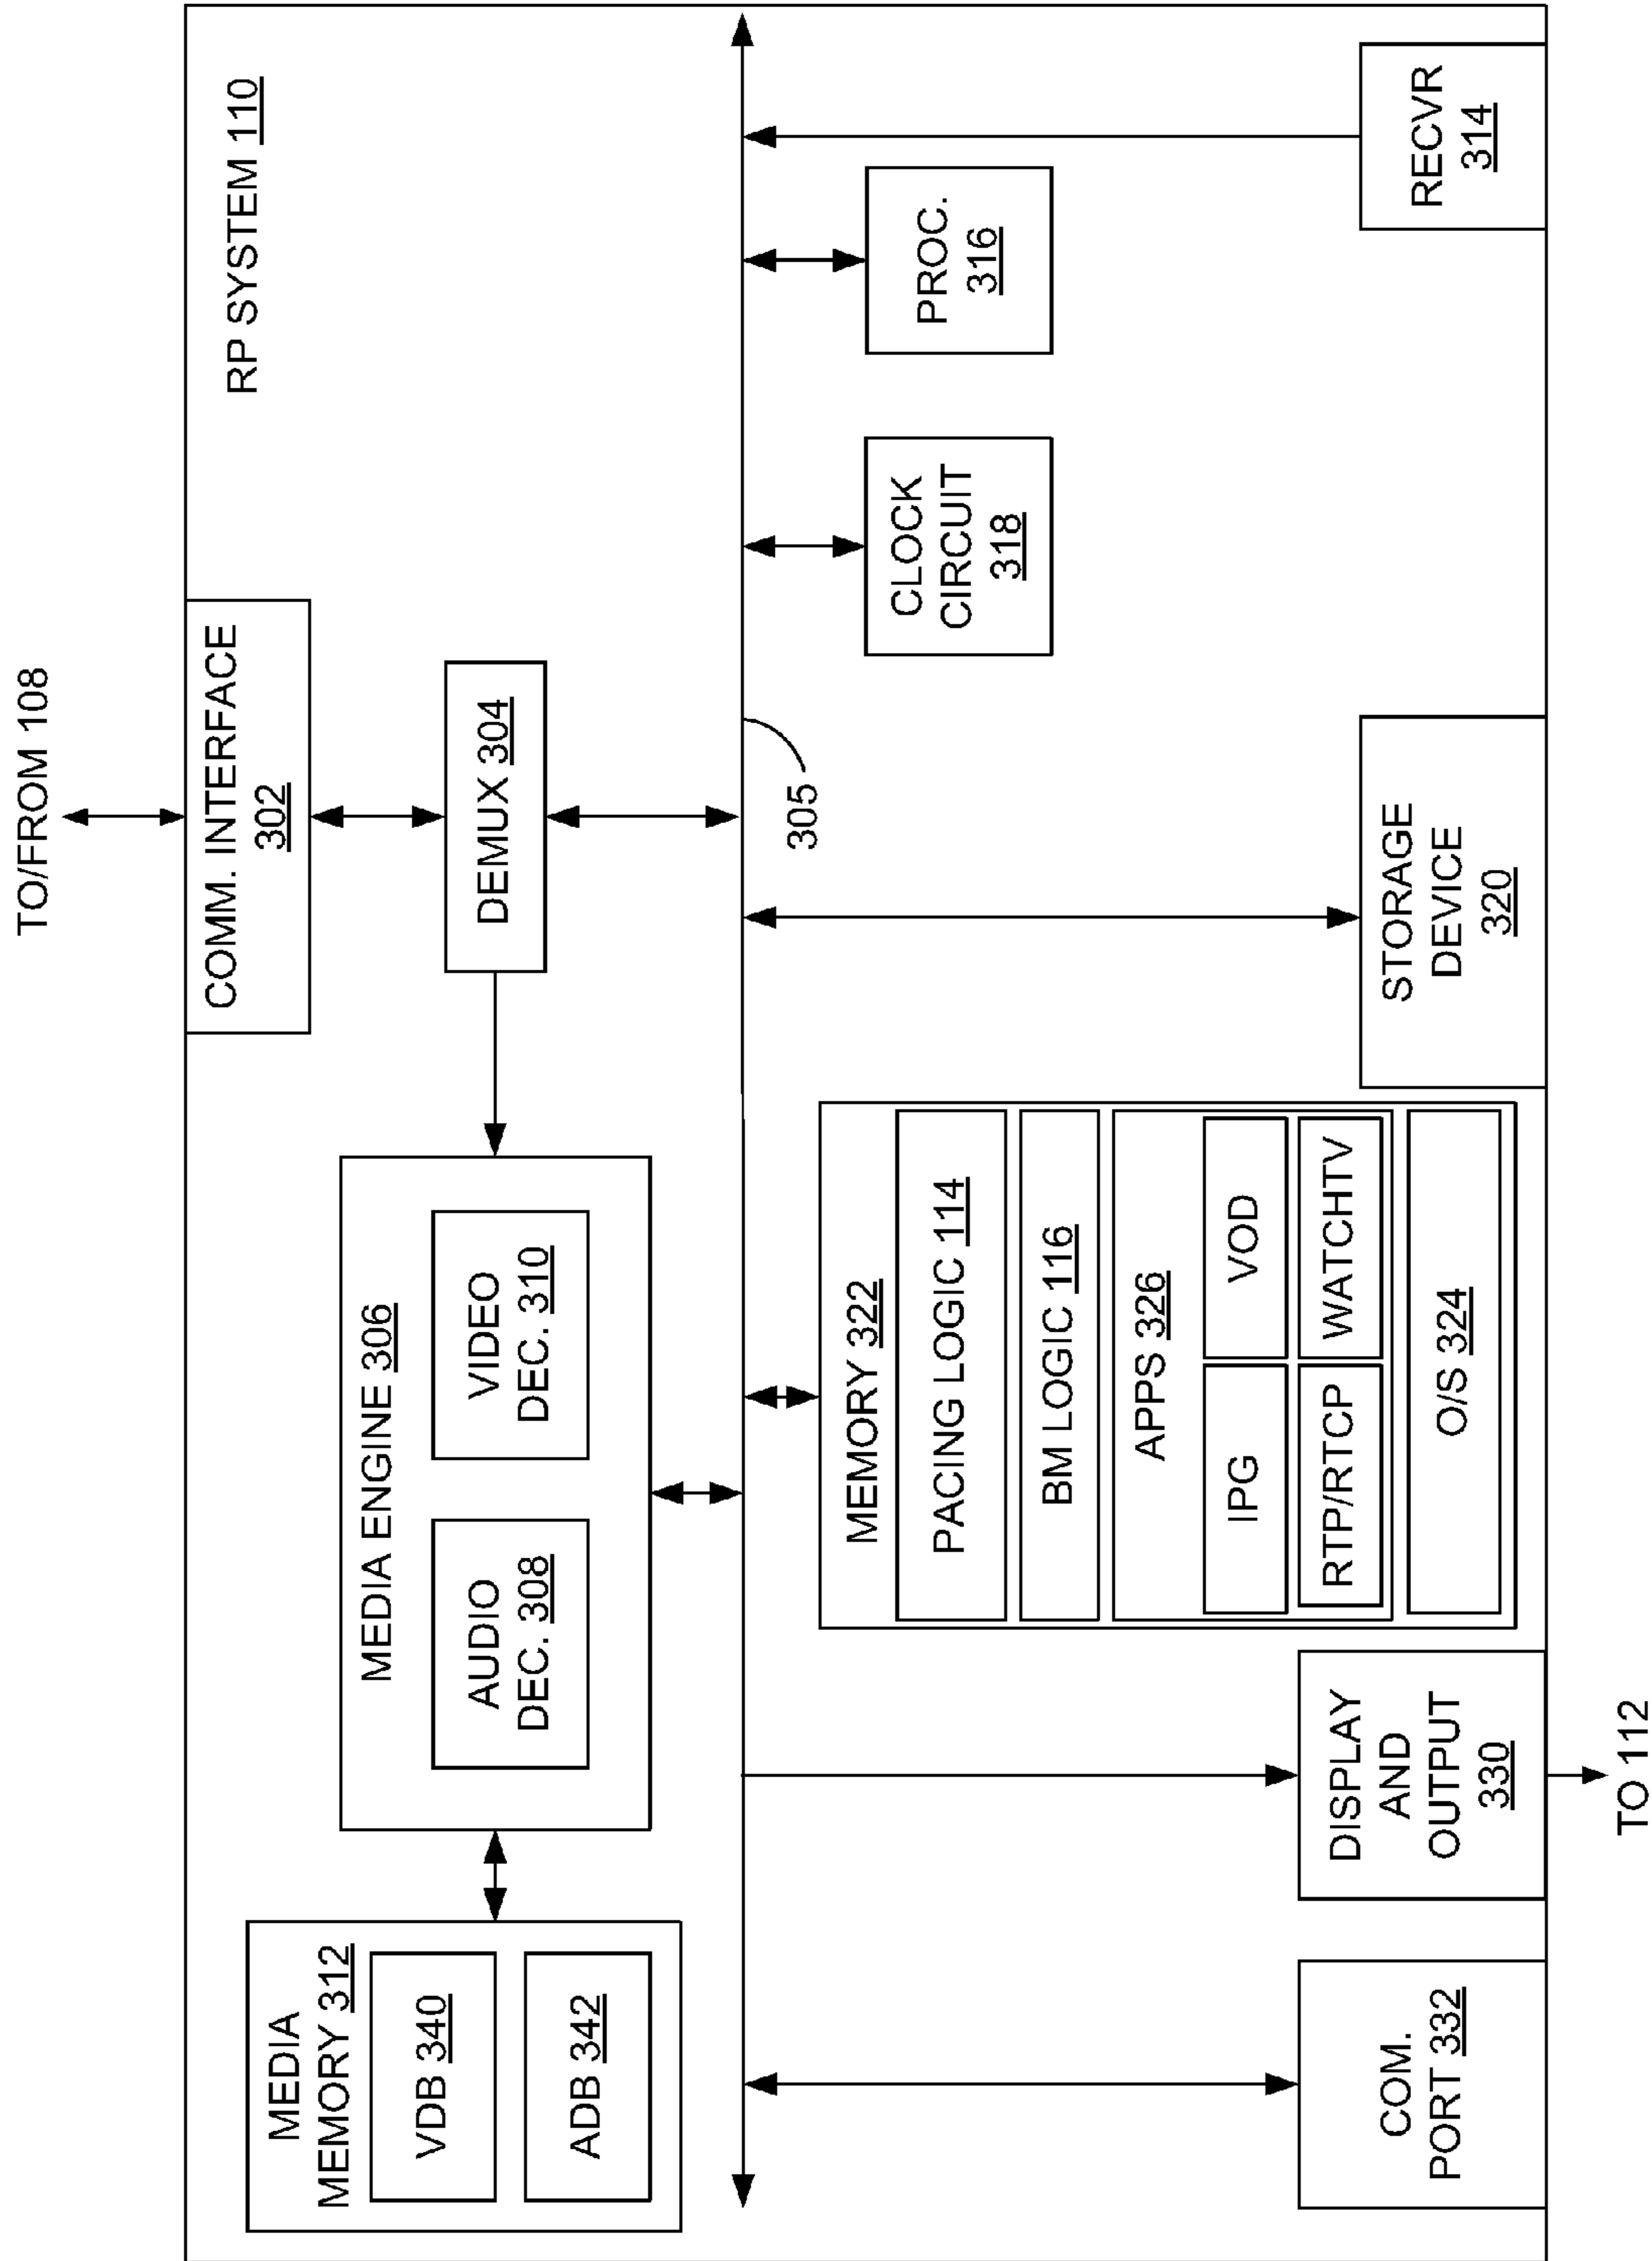 TO/FROM 108
RP SYSTEM 110
COMM. INTERFACE
302
DEMUX 304
MEDIA ENGINE 306
AUDIO
DEC. 308
VIDEO
DEC. 310
MEDIA
MEMORY 312
VDB 340
ADB 342
305
MEMORY 322
PACING LOGIC 114
BM LOGIC 116
APPS 326
IPG
VOD
RTP/RTCP
WATCHTV
O/S 324
CLOCK
CIRCUIT
318
PROC.
316
COM.
PORT 332
DISPLAY
AND
OUTPUT
330
STORAGE
DEVICE
320
RECVR
314
TO 112